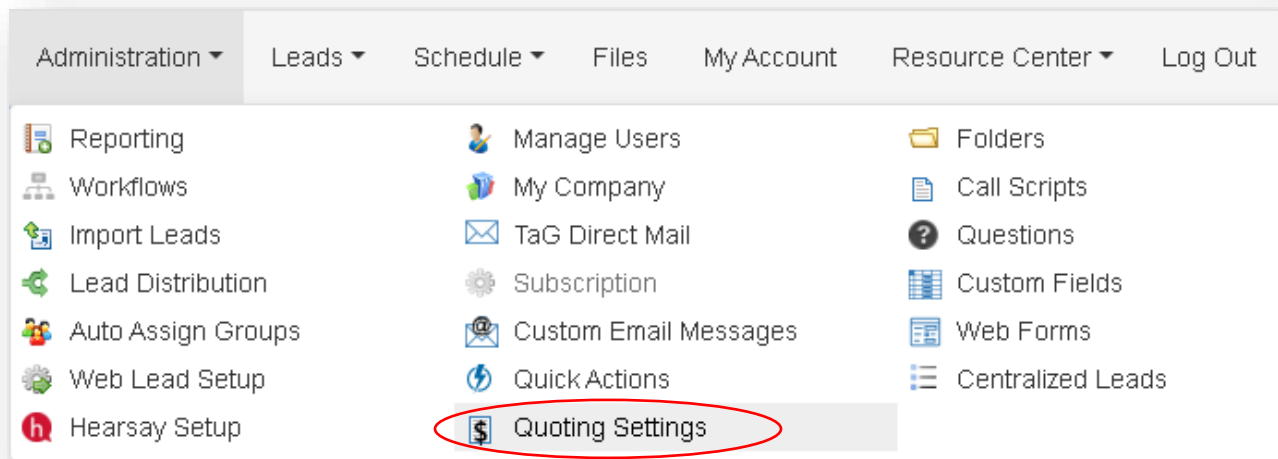 Administration Leads Schedule Files My Account Resource Center Log Out
Reporting Manage Users Folders
Workflows My Company Call Scripts
Import Leads TaG Direct Mail Questions
Lead Distribution Subscription Custom Fields
Auto Assign Groups Custom Email Messages Web Forms
Web Lead Setup Quick Actions Centralized Leads
h Hearsay Setup $ Quoting Settings